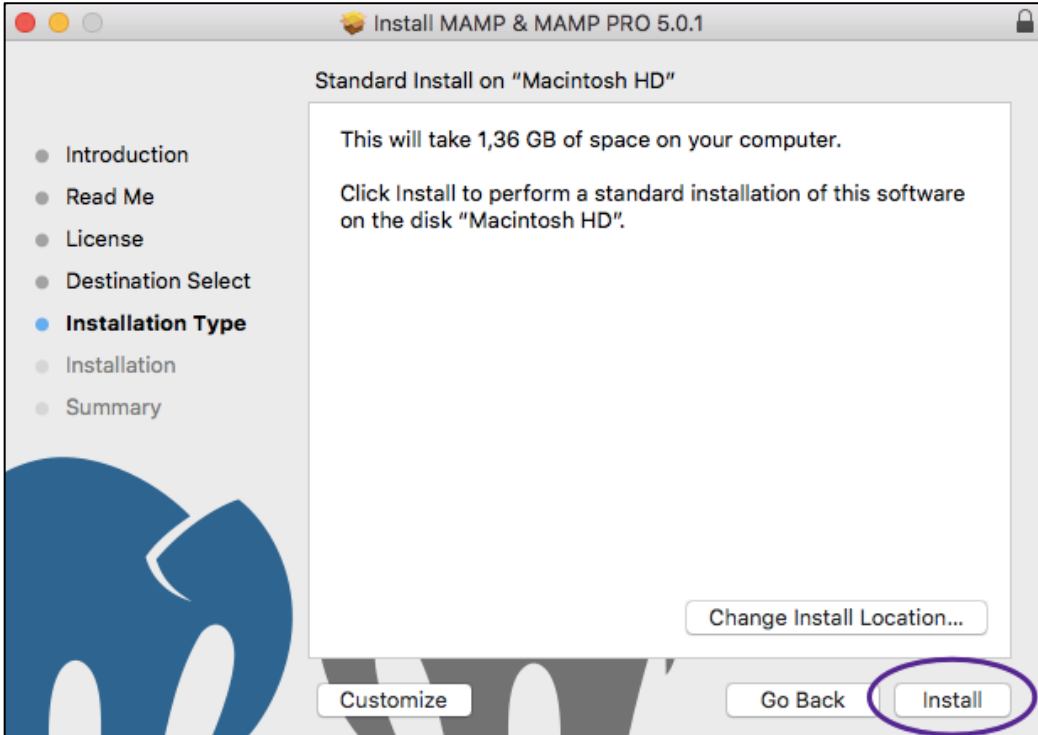 Install MAMP & MAMP PRO 5.0.1
Standard Install on “Macintosh HD”
Introduction
Read Me
License
Destination Select
Installation Type
Installation
Summary
This will take 1,36 GB of space on your computer.
Click Install to perform a standard installation of this software
on the disk “Macintosh HD”.
Change Install Location...
Customize
Go Back
Install